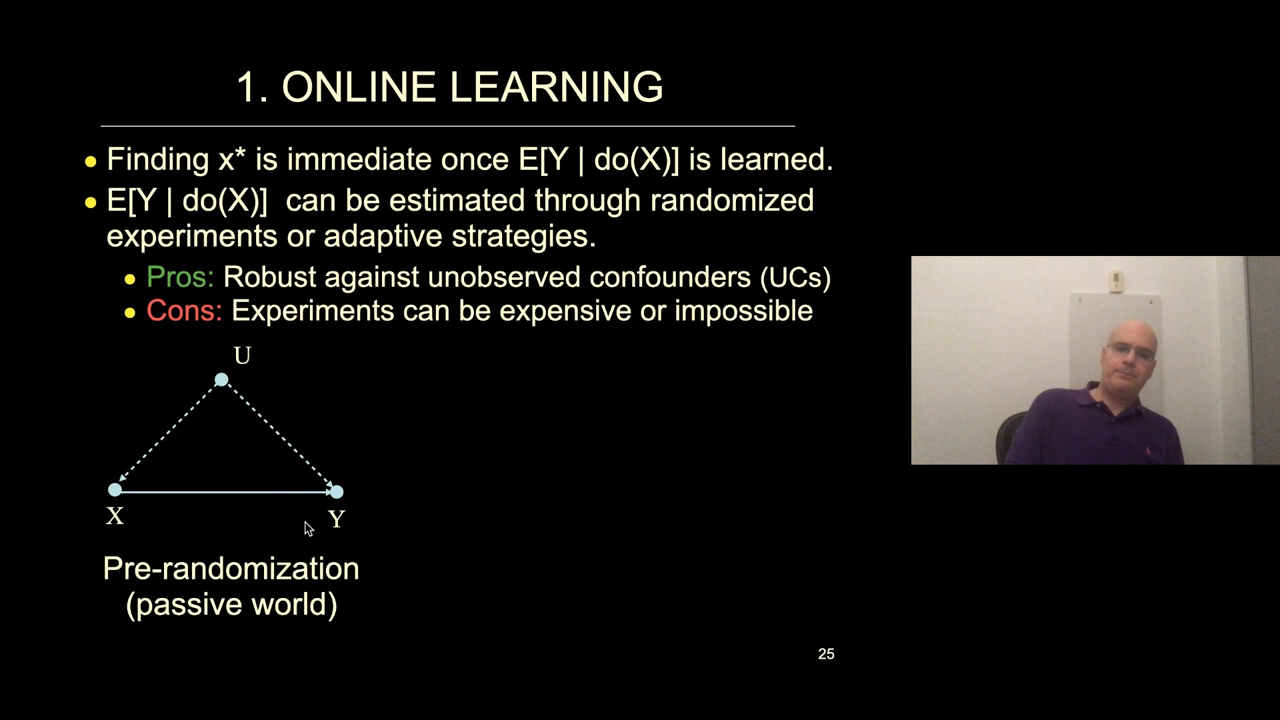 1. ONLINE LEARNING
• Finding x* is immediate once E[Y | do(X)] is learned.
• E[Y | do(X)] can be estimated through randomized
experiments or adaptive strategies.
• Pros: Robust against unobserved confounders (UCs)
• Cons: Experiments can be expensive or impossible
U
X
Y
Pre-randomization
(passive world)
25